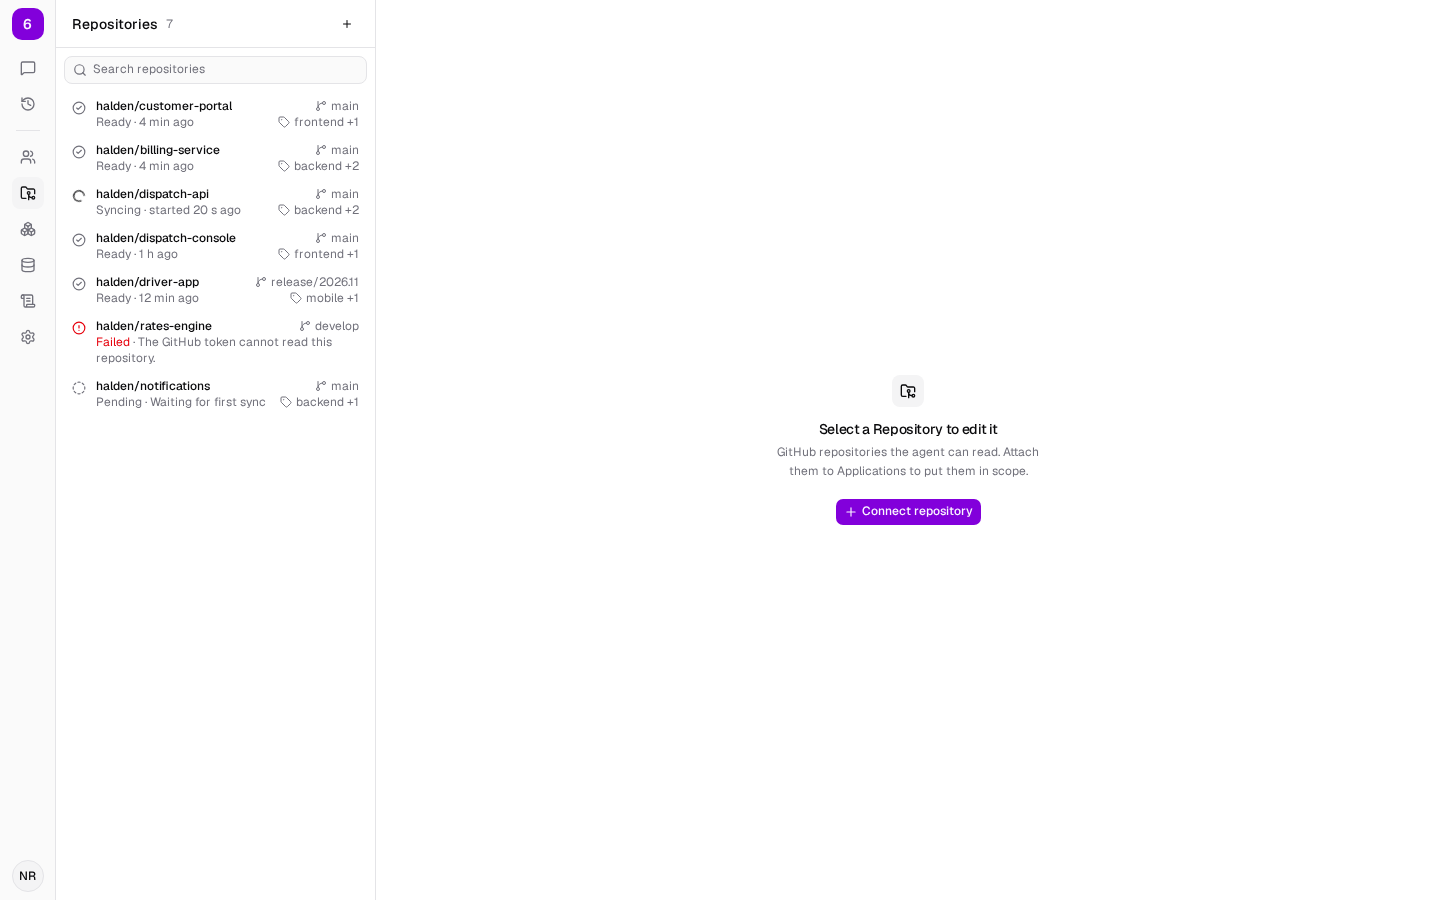 6
Repositories 7
Search repositories
halden/customer-portal main
Ready · 4 min ago frontend +1
halden/billing-service main
Ready · 4 min ago backend +2
halden/dispatch-api main
Syncing · started 20 s ago backend +2
halden/dispatch-console main
Ready · 1 h ago frontend +1
halden/driver-app release/2026.11
Ready · 12 min ago mobile +1
halden/rates-engine develop
Failed · The GitHub token cannot read this
repository.
halden/notifications main
Pending · Waiting for first sync backend +1
Select a Repository to edit it
GitHub repositories the agent can read. Attach
them to Applications to put them in scope.
Connect repository
NR